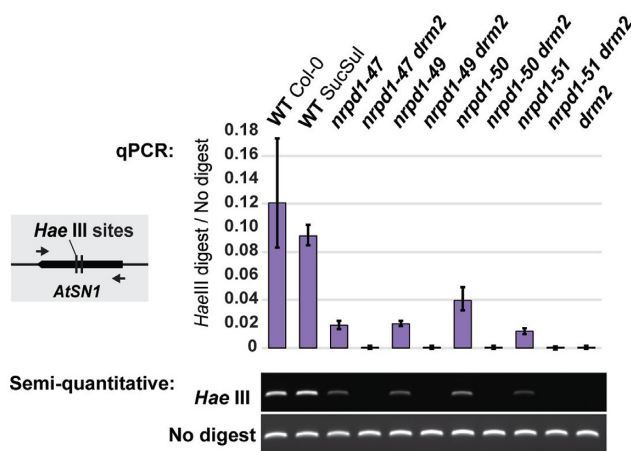 WT Col-0
WT SucSul
nrpd1-47
nrpd1-47 drm2
nrpd1-49
nrpd1-49 drm2
nrpd1-50
nrpd1-50 drm2
nrpd1-51
nrpd1-51 drm2
drm2
qPCR:
HaeIII digest / No digest
0.18
0.16
0.14
0.12
0.10
0.08
0.06
0.04
0.02
0
Hae III sites
AtSN1
Semi-quantitative:
Hae III
No digest